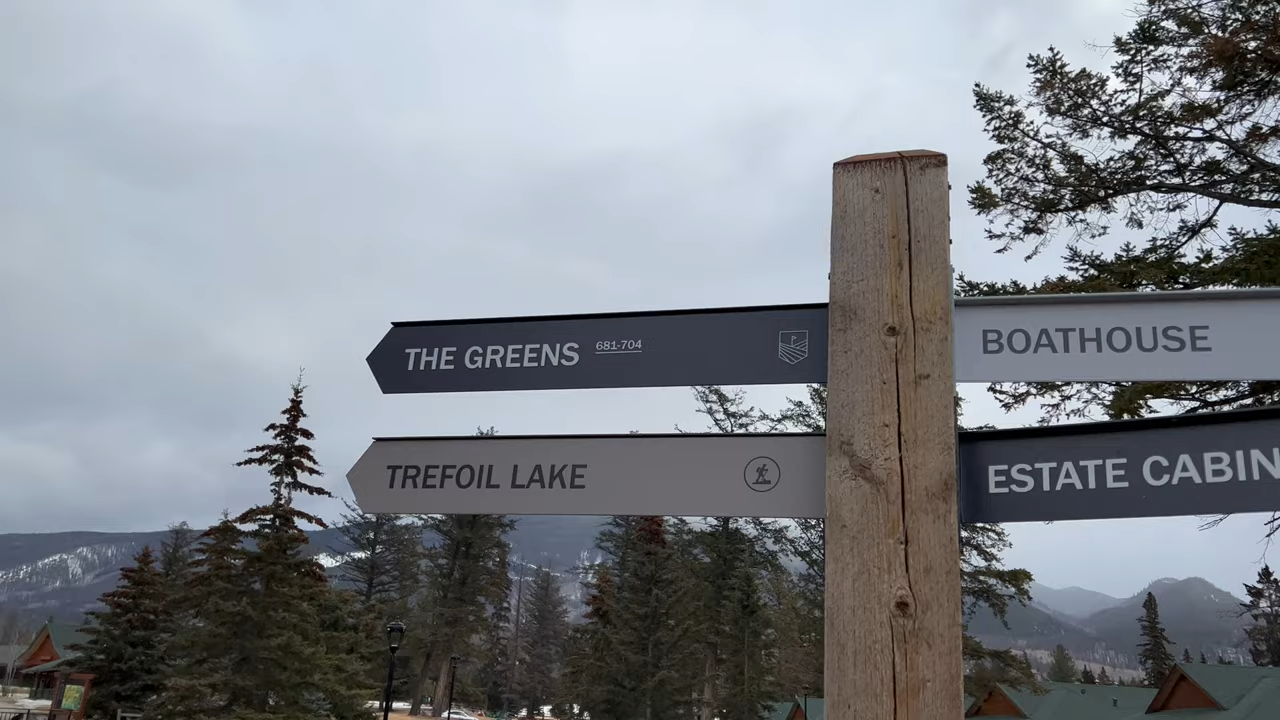 THE GREENS 681-704
BOATHOUSE
TREFOIL LAKE
ESTATE CABIN